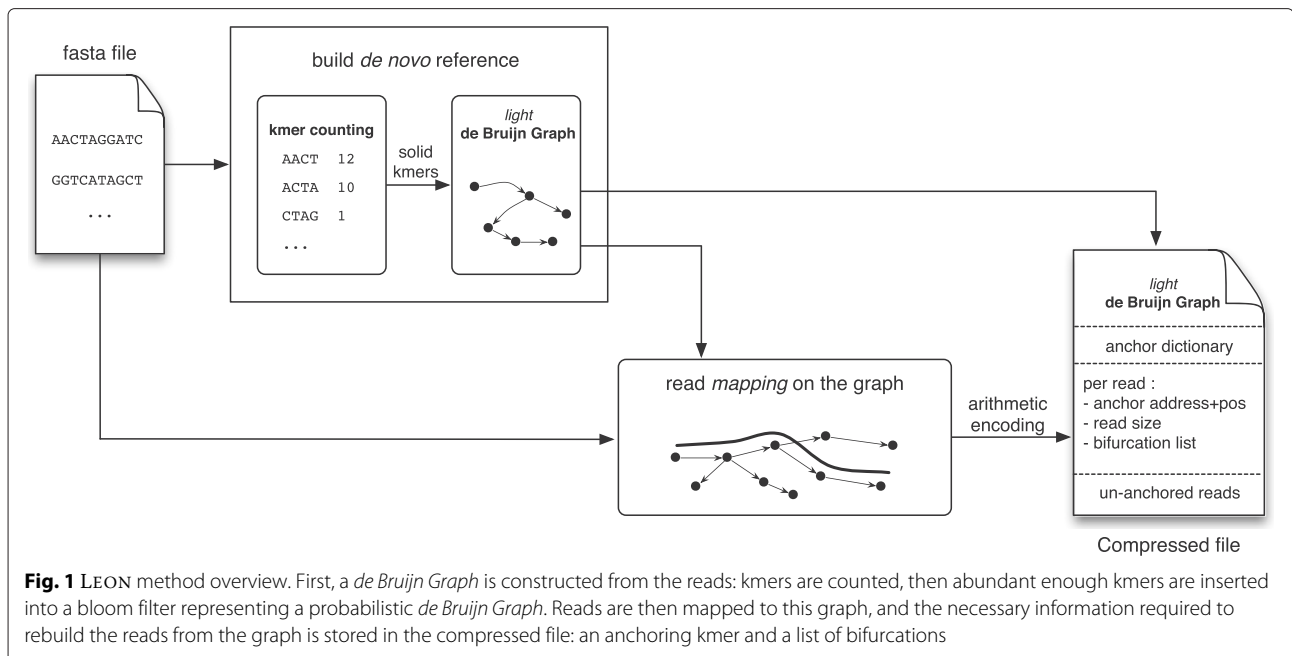 fasta file
AACTAGGATC
GGTCATAGCT
...
build de novo reference
kmer counting
AACT 12
ACTA 10
CTAG 1
...
solid
kmers
light
de Bruijn Graph
read mapping on the graph
arithmetic
encoding
light
de Bruijn Graph
anchor dictionary
per read :
- anchor address+pos
- read size
- bifurcation list
un-anchored reads
Compressed file
Fig. 1 LEON method overview. First, a de Bruijn Graph is constructed from the reads: kmers are counted, then abundant enough kmers are inserted
into a bloom filter representing a probabilistic de Bruijn Graph. Reads are then mapped to this graph, and the necessary information required to
rebuild the reads from the graph is stored in the compressed file: an anchoring kmer and a list of bifurcations